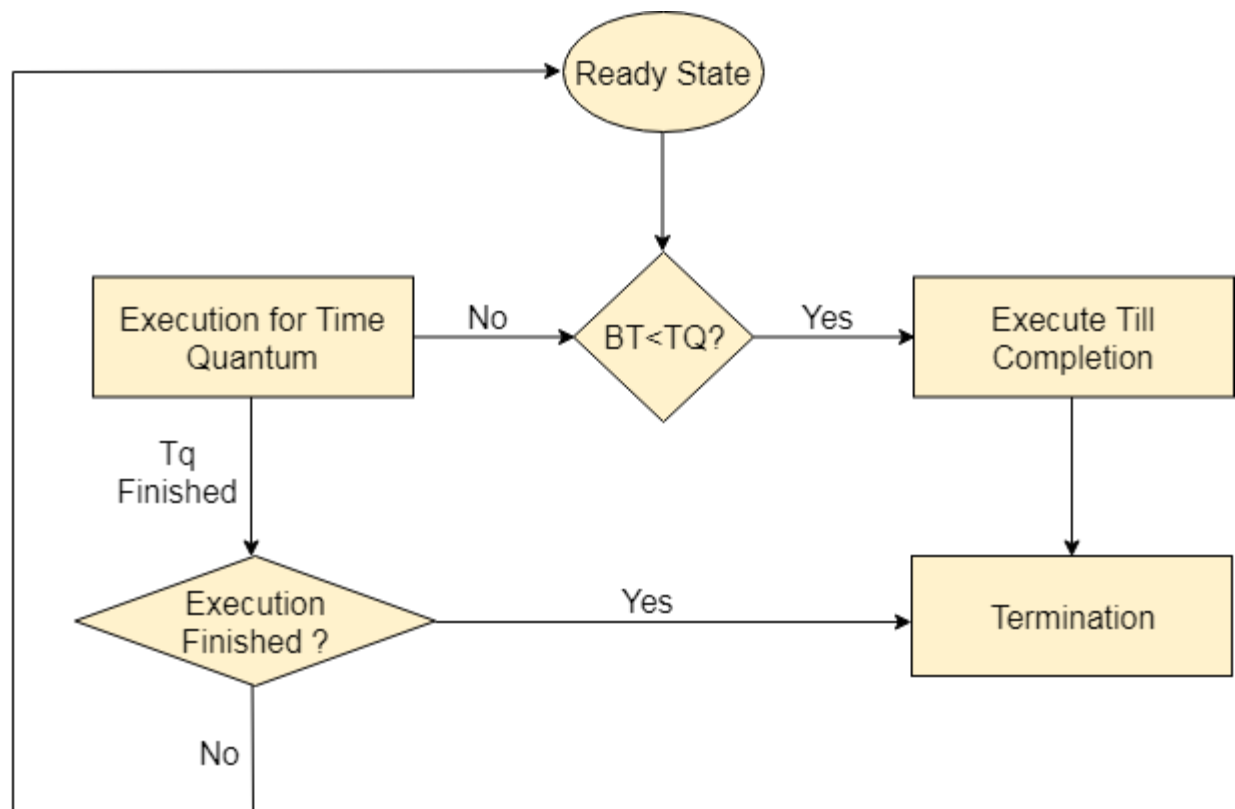 Ready State
Execution for Time
Quantum
No
BT<TQ?
Yes
Execute Till
Completion
Tq
Finished
Execution
Finished ?
Yes
Termination
No